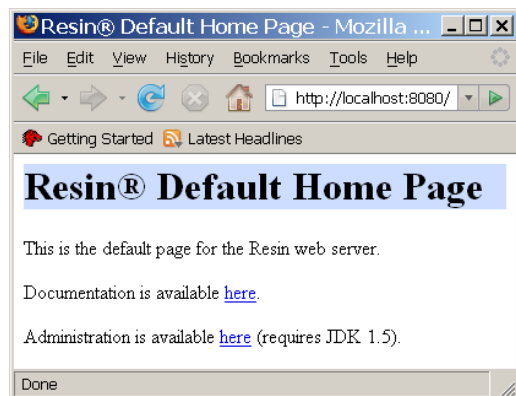 Resin® Default Home Page - Mozilla ...
File Edit View History Bookmarks Tools Help
http://localhost:8080/
Getting Started Latest Headlines
Resin® Default Home Page
This is the default page for the Resin web server.
Documentation is available here.
Administration is available here (requires JDK 1.5).
Done